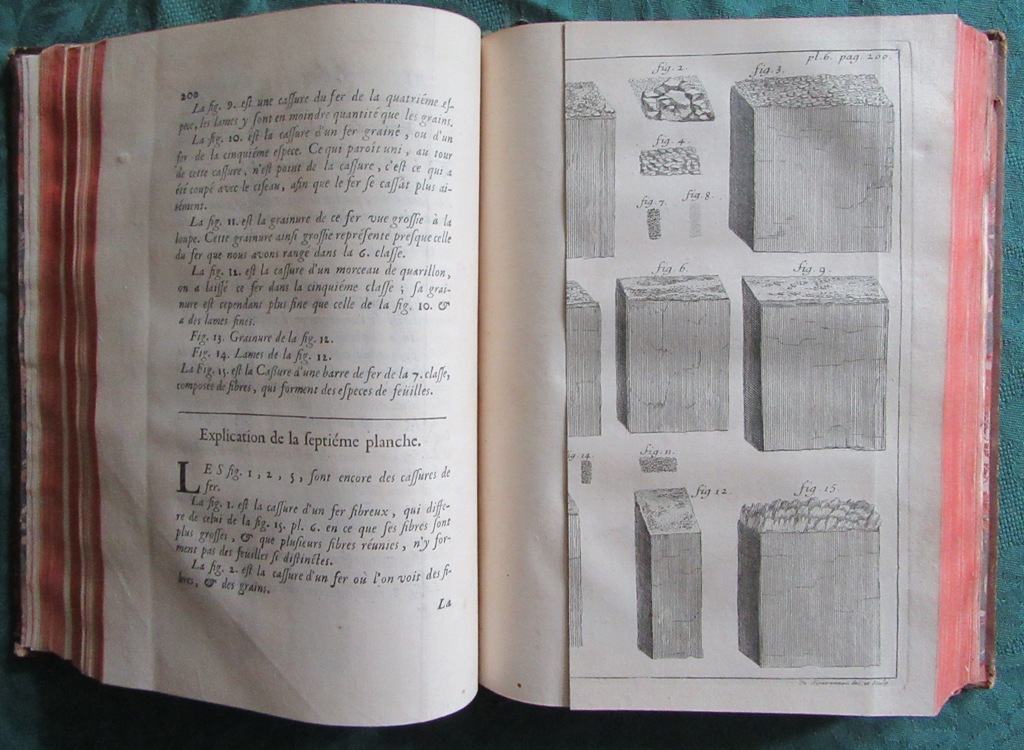 200
La fig. 9. est une cassure du fer de la quatriéme es-
pece, les lames y sont en moindre quantité que les grains.
La fig. 10. est la cassure d'un fer grainé, ou d'un
fer de la cinquiéme espece. Ce qui paroît uni, au tour
de cette cassure, n'est point de la cassure, c'est ce qui a
été coupé avec le ciseau, afin que le fer se cassât plus ai-
sément.
La fig. 11. est la grainure de ce fer vue grossie à la
loupe. Cette grainure ainsi grossie représente presque celle
du fer que nous avons rangé dans la 6. classe.
La fig. 12. est la cassure d'un morceau de quarillon,
on a laissé ce fer dans la cinquiéme classe ; sa grai-
nure est cependant plus fine que celle de la fig. 10. &
a des lames fines.
Fig. 13. Grainure de la fig. 12.
Fig. 14. Lames de la fig. 12.
La Fig. 15. est la Cassure d'une barre de fer de la 7. classe,
composée de fibres, qui forment des especes de feüilles.
Explication de la septiéme planche.
LES fig. 1, 2, 5, sont encore des cassures de
fer.
La fig. 1. est la cassure d'un fer fibreux, qui diffe-
re de celui de la fig. 15. pl. 6. en ce que ses fibres sont
plus grosses, & que plusieurs fibres réunies, n'y for-
ment pas des feüilles si distinctes.
La fig. 2. est la cassure d'un fer où l'on voit des fi-
bres, & des grains.
La
pl. 6. pag. 200.
fig. 2.
fig. 3.
fig. 4.
fig. 7.
fig. 8.
fig. 6.
fig. 9.
fig. 14.
fig. 11.
fig. 12
fig. 15.